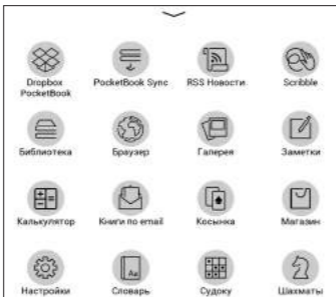 Dropbox PocketBook
PocketBook Sync
RSS Новости
Scribble
Библиотека
Браузер
Галерея
Заметки
Калькулятор
Книги по email
Косынка
Магазин
Aa
Настройки
Словарь
Судоку
Шахматы